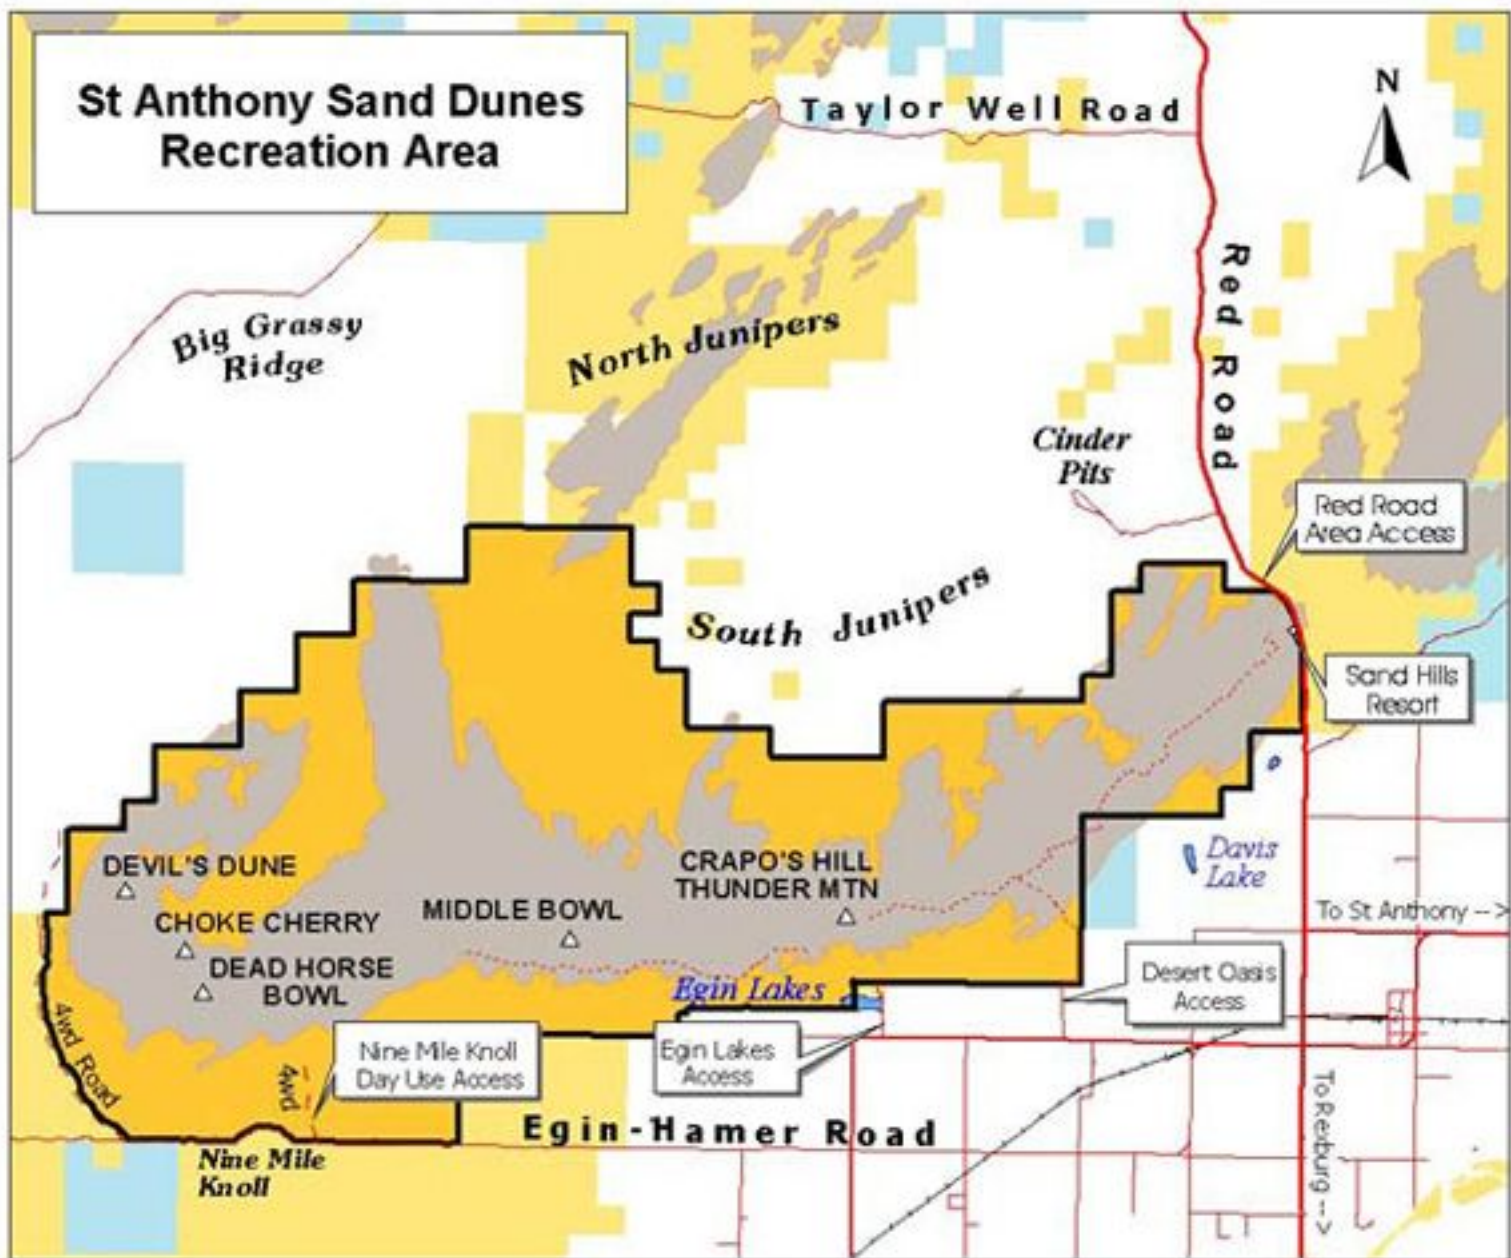 St Anthony Sand Dunes
Recreation Area
Taylor Well Road
N
Red Road
Big Grassy
Ridge
North Junipers
Cinder
Pits
Red Road
Area Access
South Junipers
Sand Hills
Resort
DEVIL'S DUNE
CRAPO'S HILL
THUNDER MTN
Davis
Lake
CHOKE CHERRY
MIDDLE BOWL
To St Anthony -->
DEAD HORSE
BOWL
Egin Lakes
Desert Oasis
Access
4wd Road
Nine Mile Knoll
Day Use Access
4wd
Egin Lakes
Access
Egin-Hamer Road
To Rexburg -->
Nine Mile
Knoll